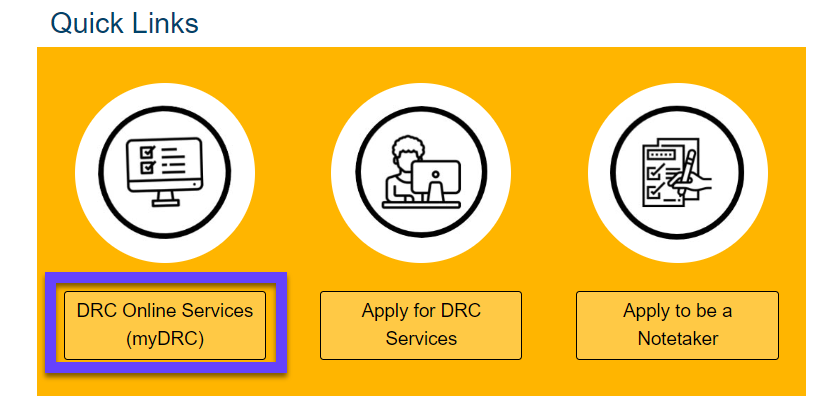 Quick Links
DRC Online Services
(myDRC)
Apply for DRC
Services
Apply to be a
Notetaker